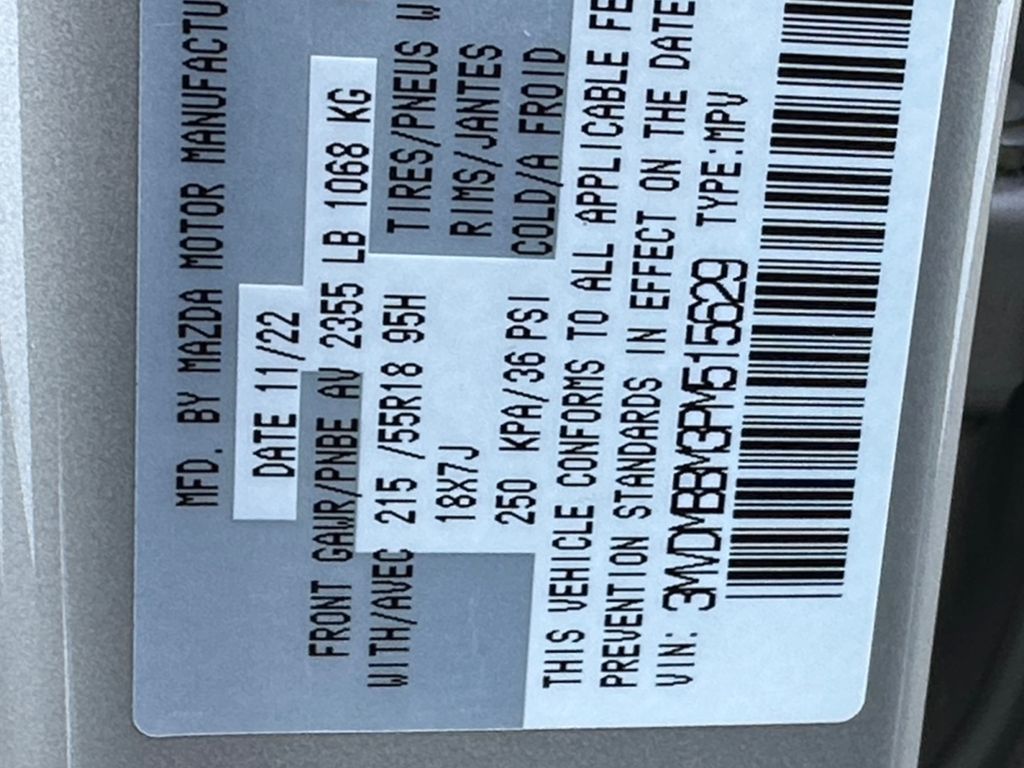 MFD. BY MAZDA MOTOR MANUFACTU
DATE 11/22
FRONT GAWR/PNBE AV 2355 LB 1068 KG
WITH/AVEC 215 /55R18 95H TIRES/PNEUS W
18X7J RIMS/JANTES
250 KPA/36 PSI COLD/A FROID
THIS VEHICLE CONFORMS TO ALL APPLICABLE FE
PREVENTION STANDARDS IN EFFECT ON THE DATE
VIN: 3MVDMBBM3PM515629 TYPE:MPV